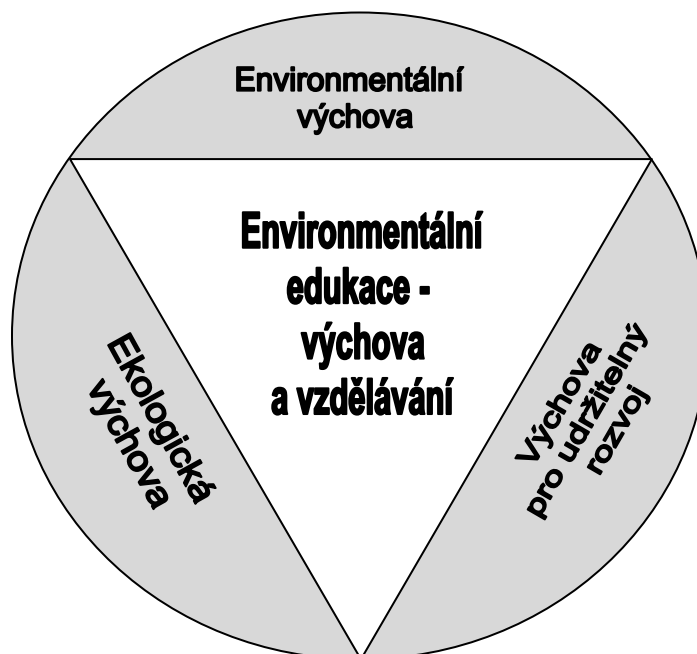 Environmentální
výchova
Environmentální
edukace -
výchova
a vzdělávání
Ekologická
výchova
Výchova
pro udržitelný
rozvoj